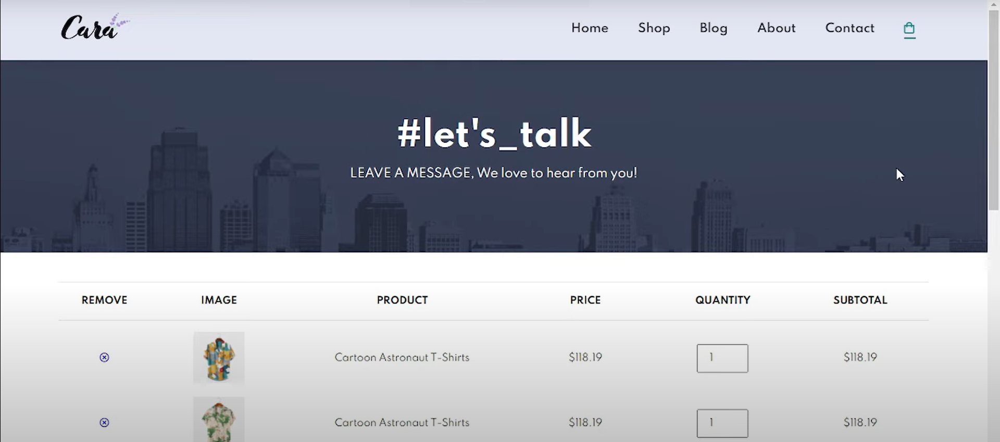 Cara
Home Shop Blog About Contact
#let's_talk
LEAVE A MESSAGE, We love to hear from you!
REMOVE IMAGE PRODUCT PRICE QUANTITY SUBTOTAL
Cartoon Astronaut T-Shirts $118.19 1 $118.19
Cartoon Astronaut T-Shirts $118.19 1 $118.19